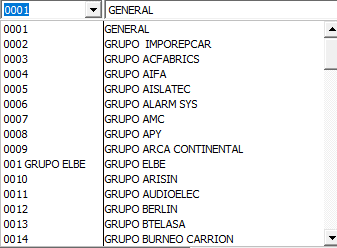 0001 GENERAL
0001 GENERAL
0002 GRUPO  IMPOREPCAR
0003 GRUPO ACFABRICS
0004 GRUPO AIFA
0005 GRUPO AISLATEC
0006 GRUPO ALARM SYS
0007 GRUPO AMC
0008 GRUPO APY
0009 GRUPO ARCA CONTINENTAL
001 GRUPO ELBE GRUPO ELBE
0010 GRUPO ARISIN
0011 GRUPO AUDIOELEC
0012 GRUPO BERLIN
0013 GRUPO BTELASA
0014 GRUPO BURNEO CARRION